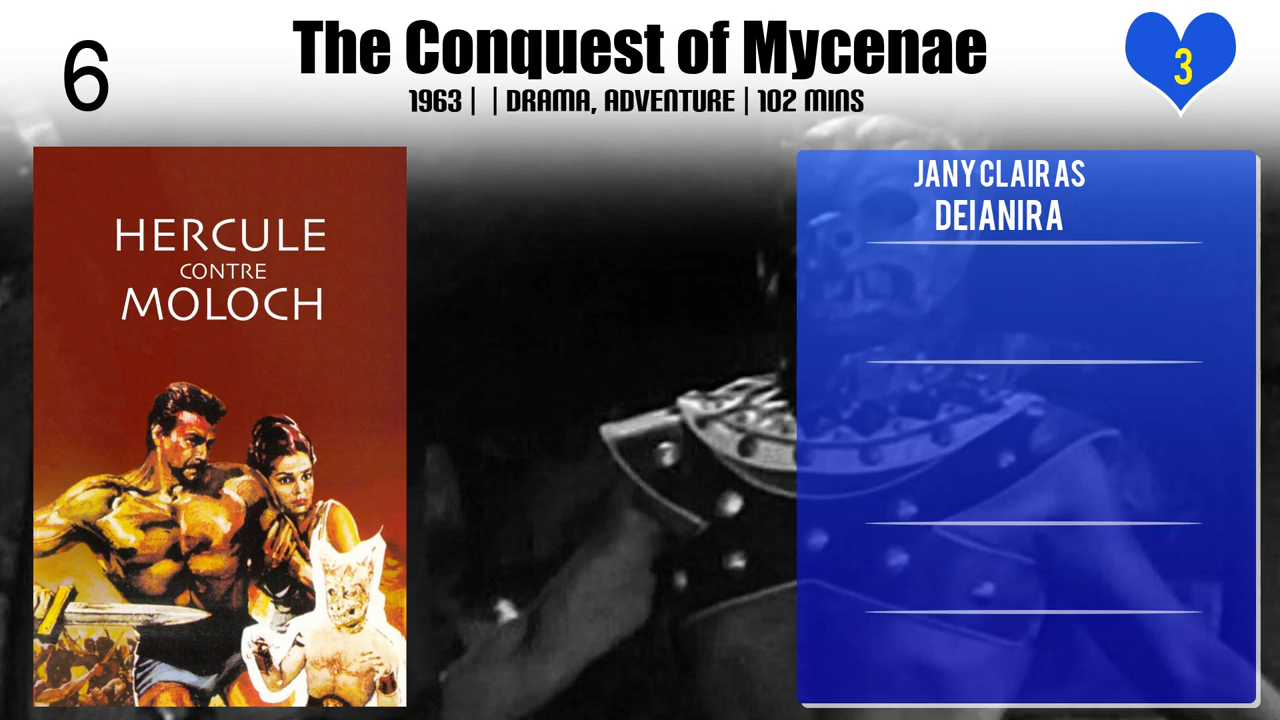 6
The Conquest of Mycenae
3
1963 | | DRAMA, ADVENTURE | 102 MINS
HERCULE
CONTRE
MOLOCH
JANY CLAIR AS
DEIANIRA